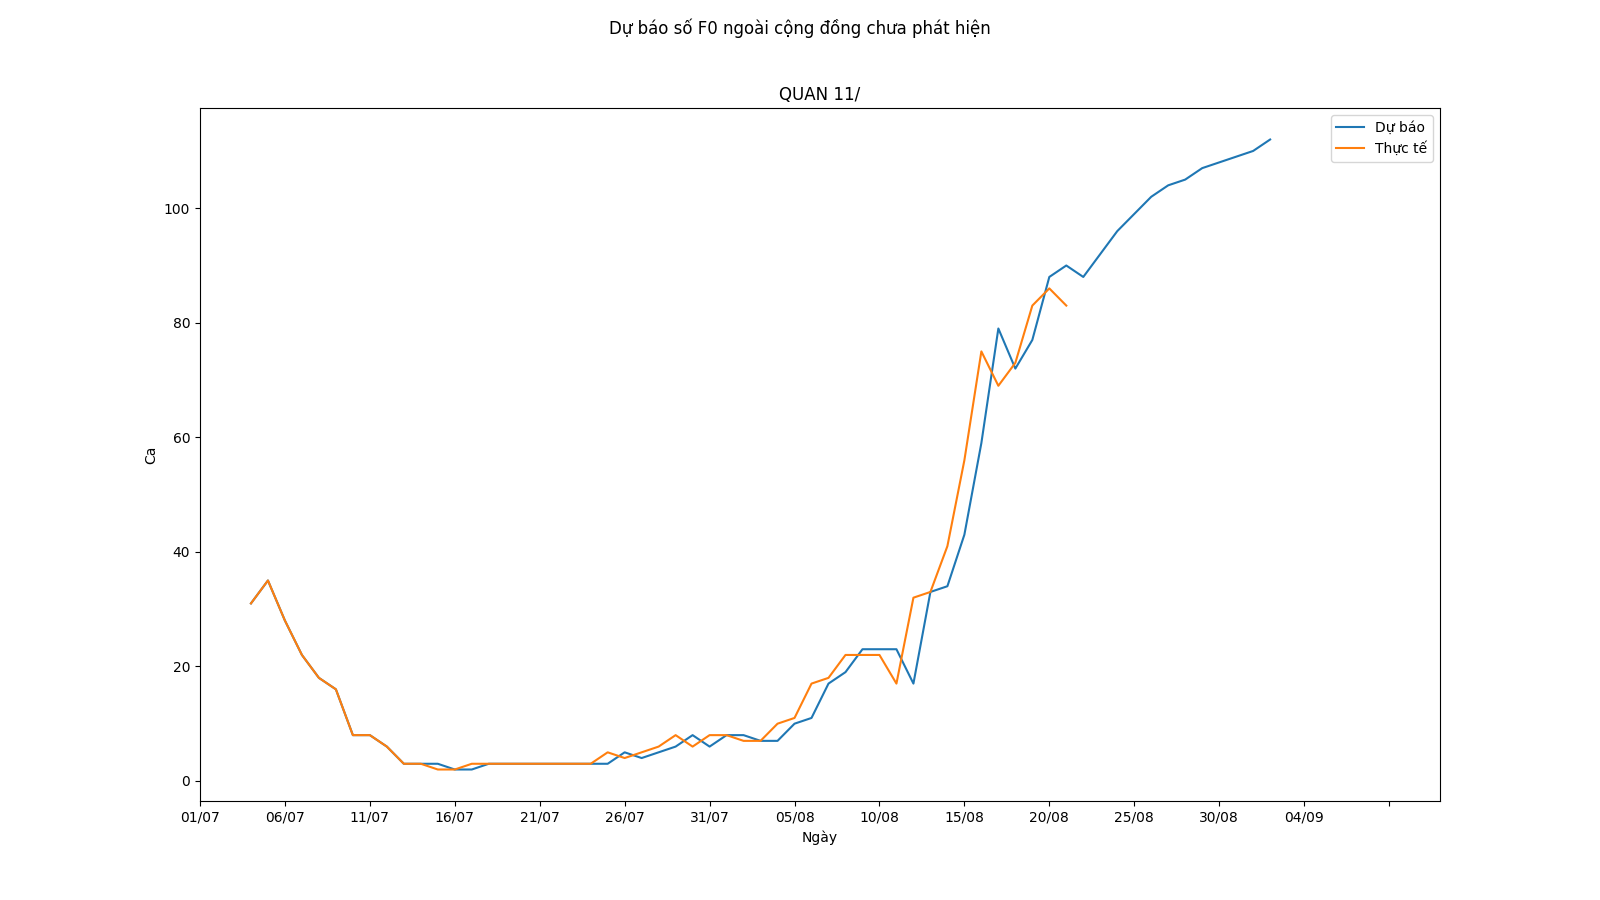 Dự báo số F0 ngoài cộng đồng chưa phát hiện
QUAN 11/
Dự báo
Thực tế
100
80
60
40
20
0
Ca
01/07 06/07 11/07 16/07 21/07 26/07 31/07 05/08 10/08 15/08 20/08 25/08 30/08 04/09
Ngày